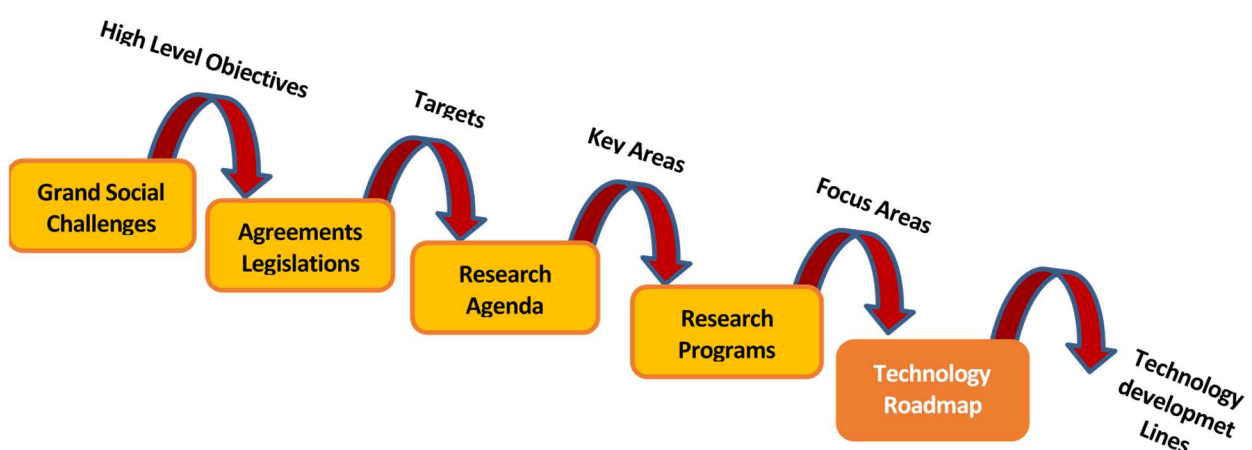 High Level Objectives
Targets
Key Areas
Focus Areas
Grand Social
Challenges
Agreements
Legislations
Research
Agenda
Research
Programs
Technology
Roadmap
Technology
developmet
Lines